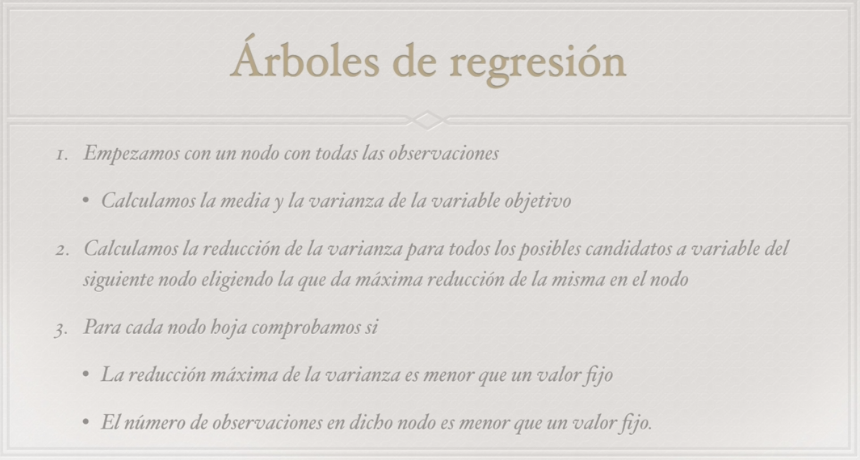 Árboles de regresión
1. Empezamos con un nodo con todas las observaciones
• Calculamos la media y la varianza de la variable objetivo
2. Calculamos la reducción de la varianza para todos los posibles candidatos a variable del
siguiente nodo eligiendo la que da máxima reducción de la misma en el nodo
3. Para cada nodo hoja comprobamos si
• La reducción máxima de la varianza es menor que un valor fijo
• El número de observaciones en dicho nodo es menor que un valor fijo.